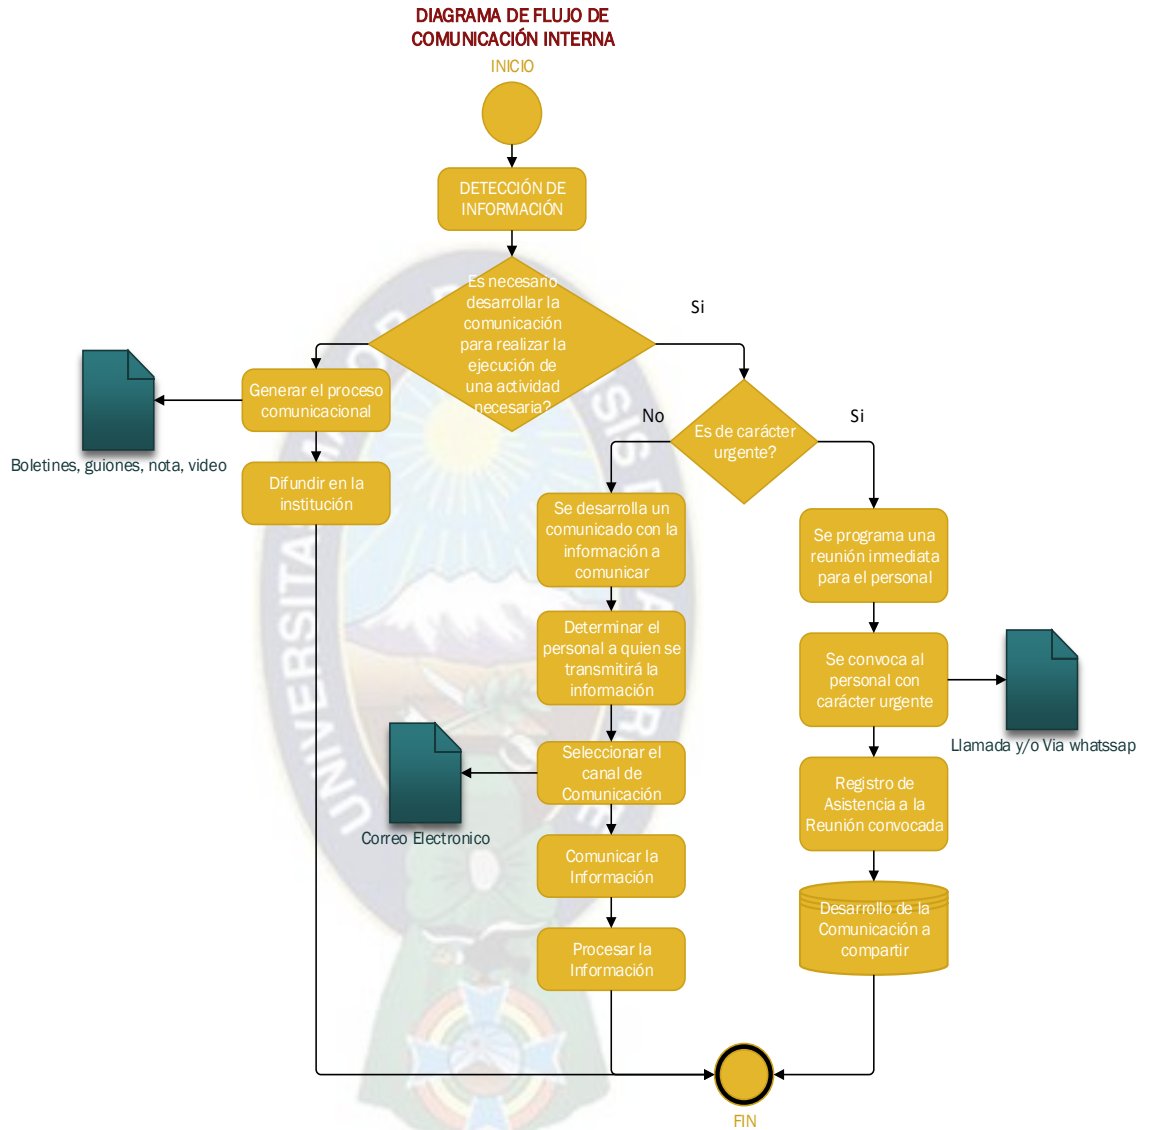 DIAGRAMA DE FLUJO DE
COMUNICACIÓN INTERNA
INICIO
DETECCIÓN DE
INFORMACIÓN
Es necesario
desarrollar la
comunicación
para realizar la
ejecución de
una actividad
necesaria?
Si
Generar el proceso
comunicacional
Boletines, guiones, nota, video
Difundir en la
institución
No
Es de carácter
urgente?
Si
Se desarrolla un
comunicado con la
información a
comunicar
Determinar el
personal a quien se
transmitirá la
información
Seleccionar el
canal de
Comunicación
Correo Electronico
Comunicar la
Información
Procesar la
Información
Se programa una
reunión inmediata
para el personal
Se convoca al
personal con
carácter urgente
Llamada y/o Via whatssap
Registro de
Asistencia a la
Reunión convocada
Desarrollo de la
Comunicación a
compartir
FIN